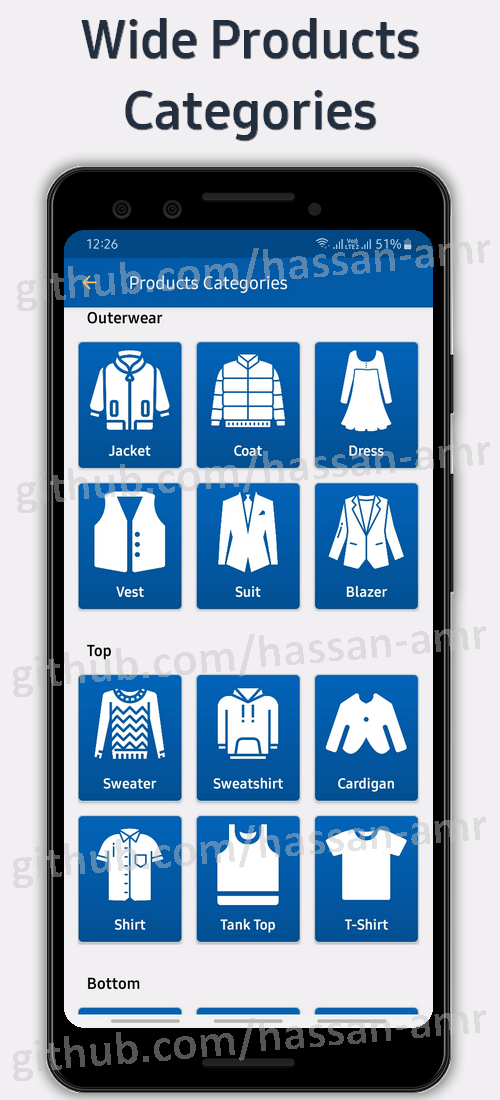 Wide Products
Categories
12:26
VoI) LTE2 51%
Products Categories
github.com/hassan-amr
Outerwear
Jacket
Coat
Dress
github.com/hassan-amr
Vest
Suit
Blazer
Top
github.com/hassan-amr
Sweater
Sweatshirt
Cardigan
github.com/hassan-amr
Shirt
Tank Top
T-Shirt
Bottom
github.com/hassan-amr